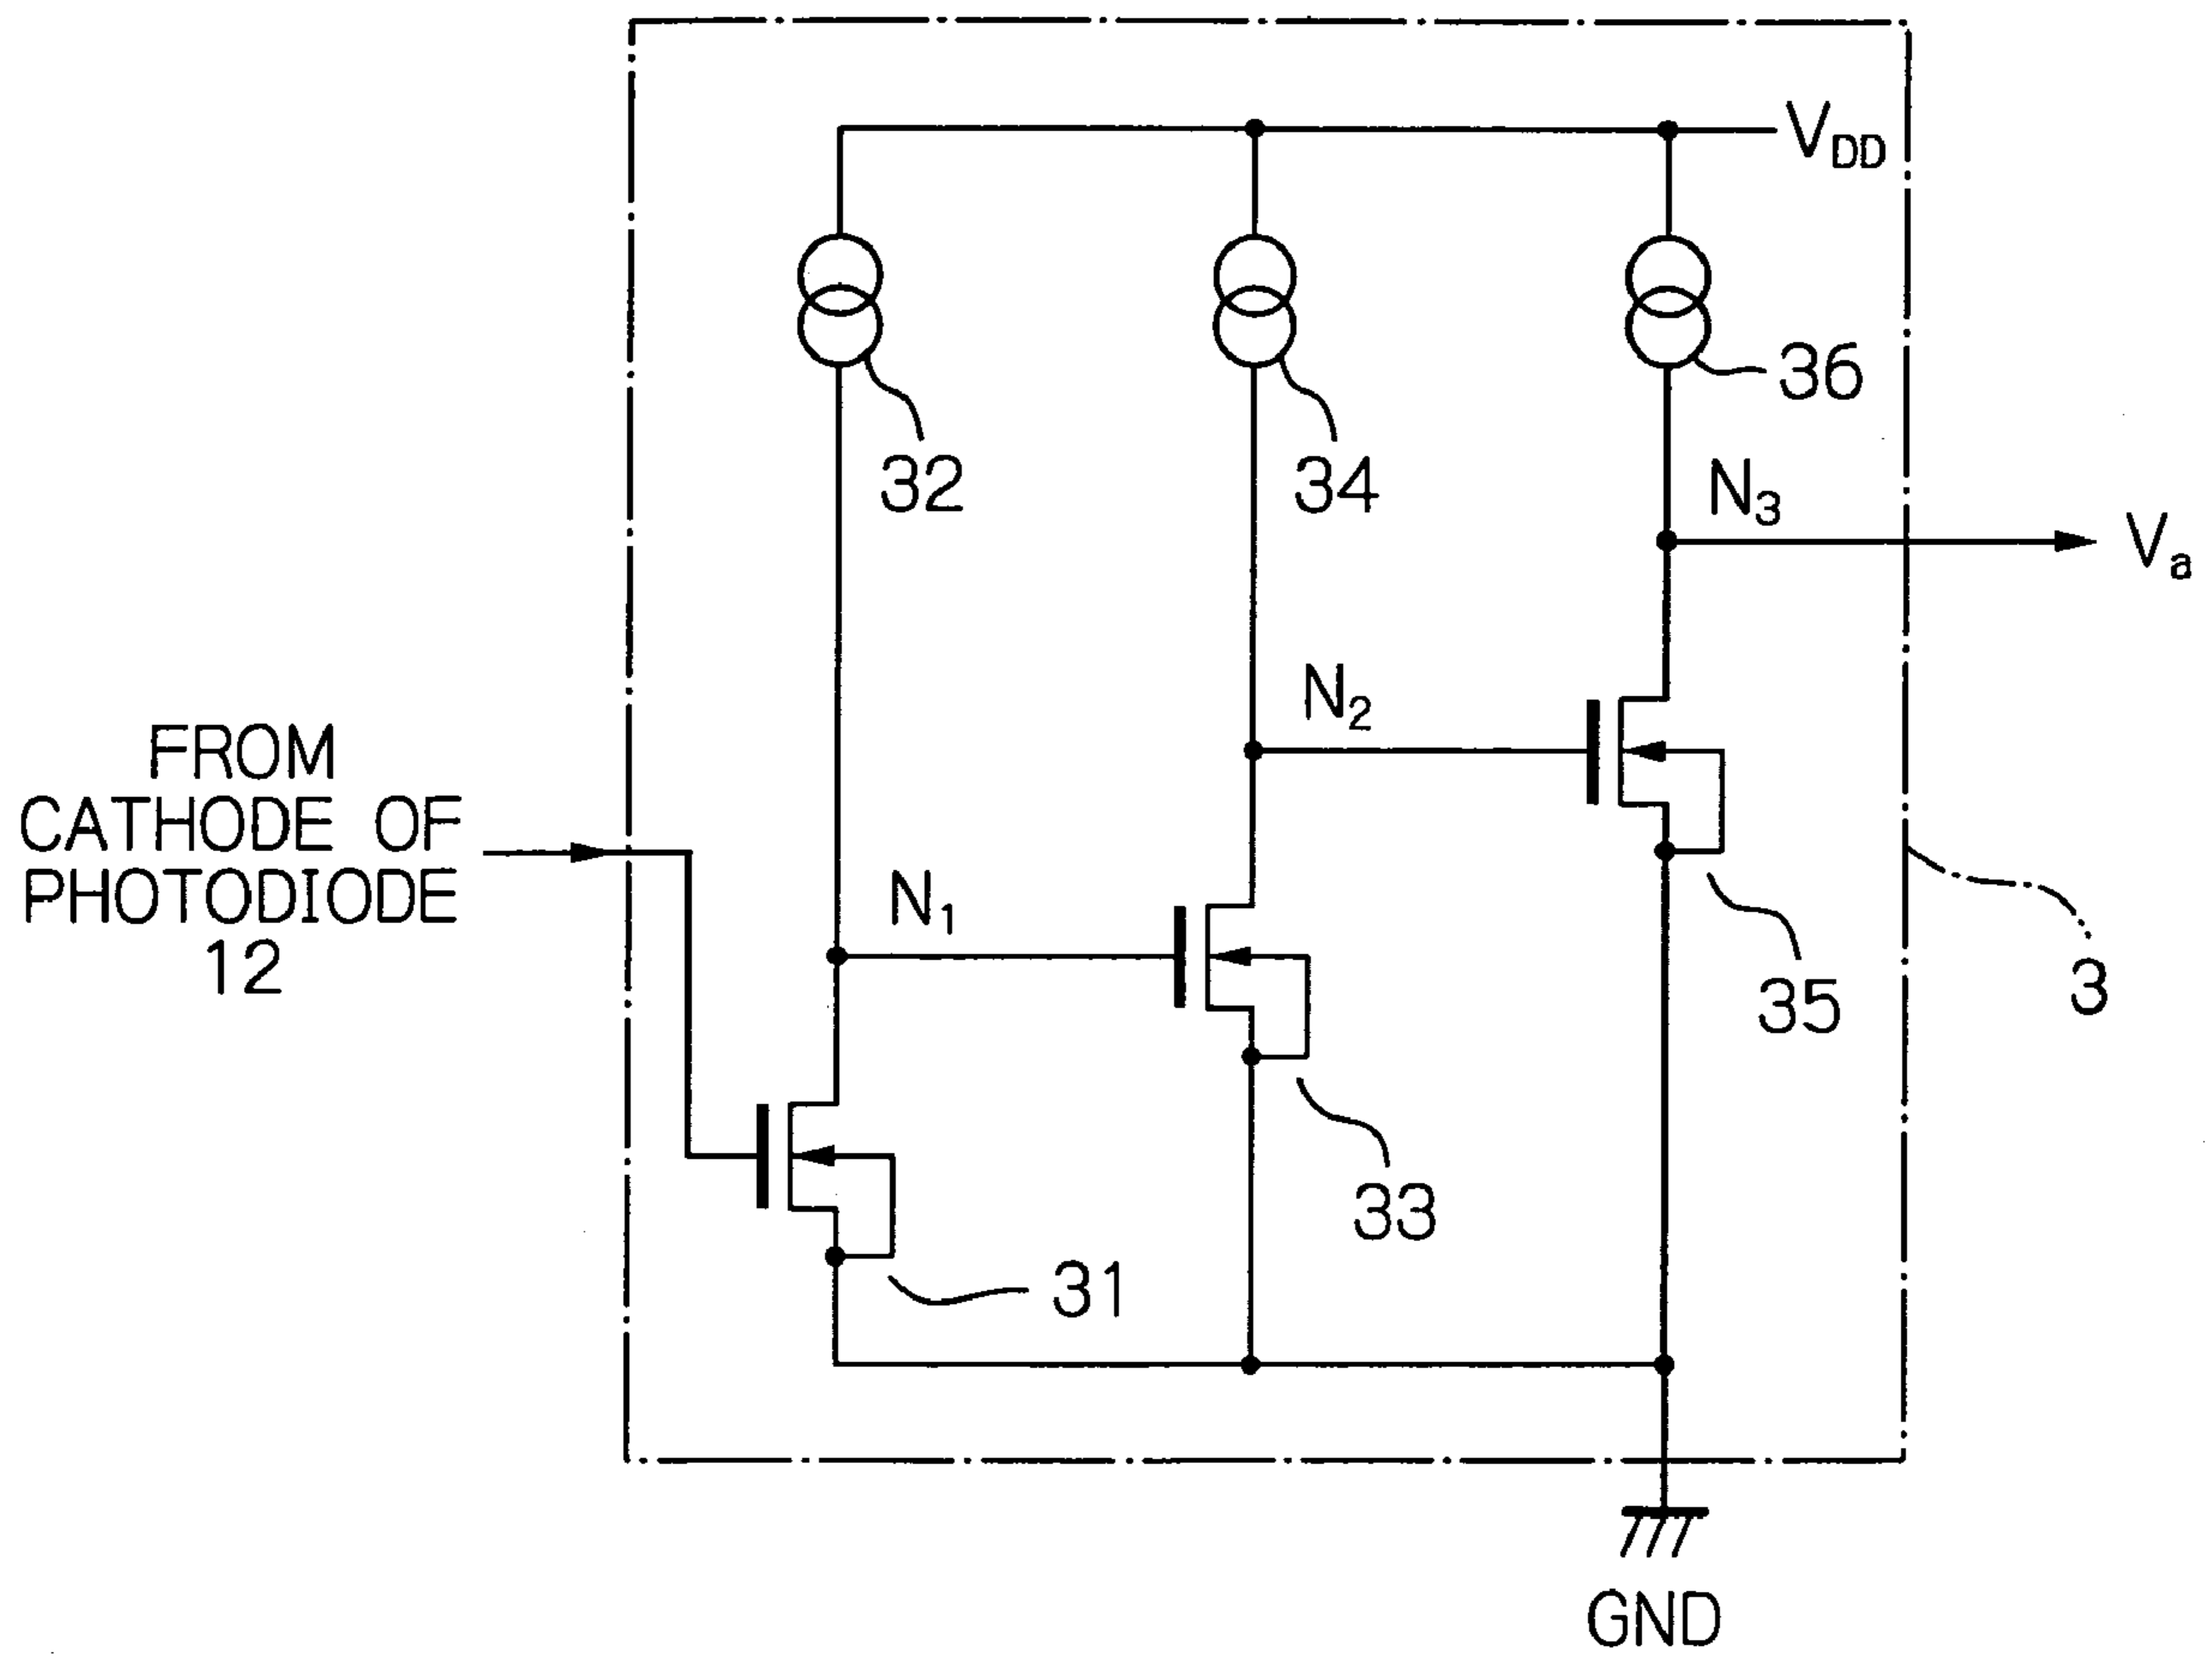 V_DD
36
32
34
N_3
V_a
N_2
FROM
CATHODE OF
PHOTODIODE
12
N_1
35
3
33
31
GND